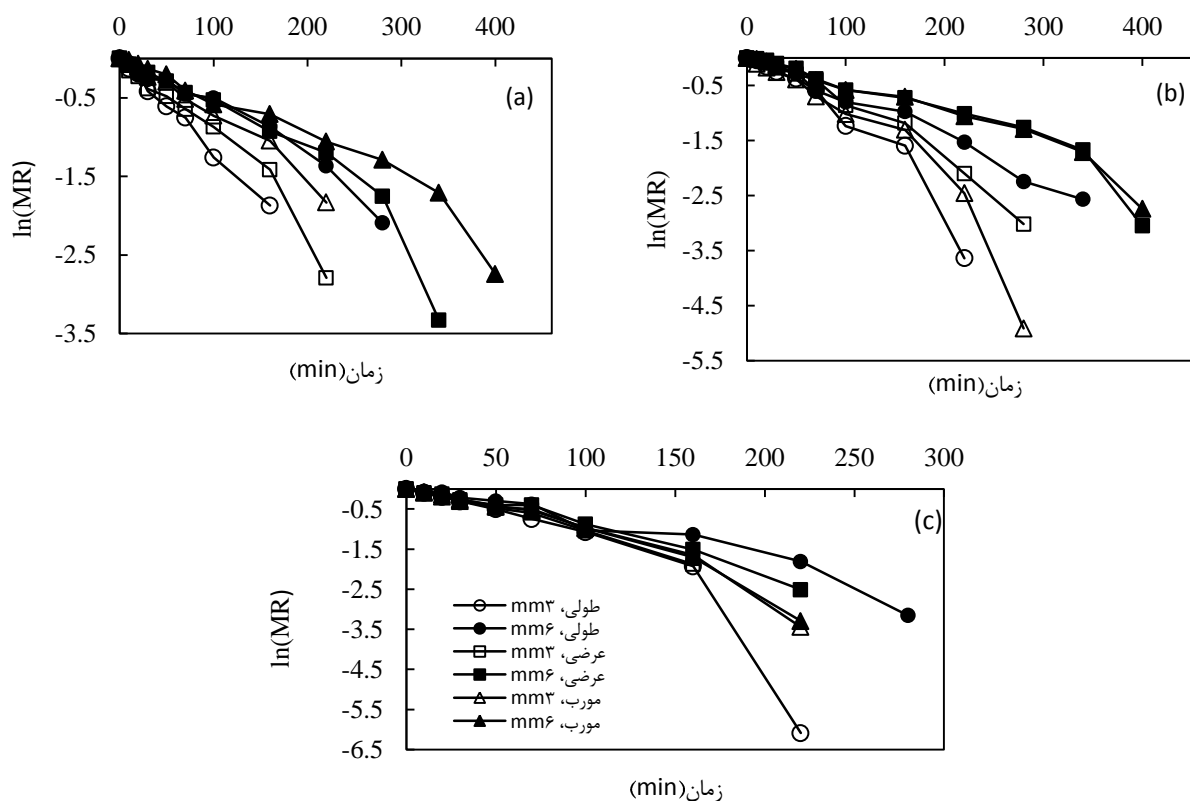 0 100 200 300 400
-0.5
-1.5
-2.5
-3.5
ln(MR)
(a)
زمان(min)
0 100 200 300 400
-0.5
-1.5
-2.5
-3.5
-4.5
-5.5
ln(MR)
(b)
زمان(min)
0 50 100 150 200 250 300
-0.5
-1.5
-2.5
-3.5
-4.5
-5.5
-6.5
ln(MR)
(c)
طولی، mm۳
طولی، mm۶
عرضی، mm۳
عرضی، mm۶
مورب، mm۳
مورب، mm۶
زمان(min)